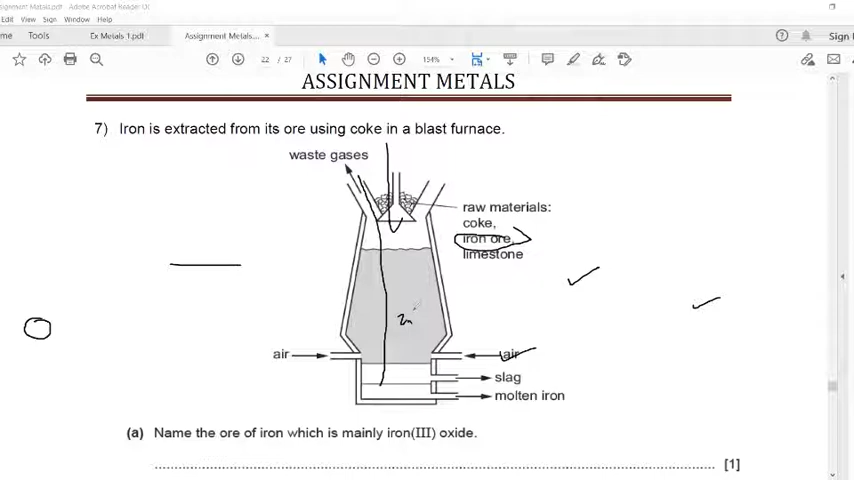 ssignment Metals.pdf - Adobe Acrobat Reader DC
Edit View Sign Window Help
me Tools Ex Metals 1.pdf Assignment Metals... × Sign
22 / 27 154%
ASSIGNMENT METALS
7) Iron is extracted from its ore using coke in a blast furnace.
waste gases
raw materials:
coke,
iron ore,
limestone
air
air
slag
molten iron
(a) Name the ore of iron which is mainly iron(III) oxide.
[1]